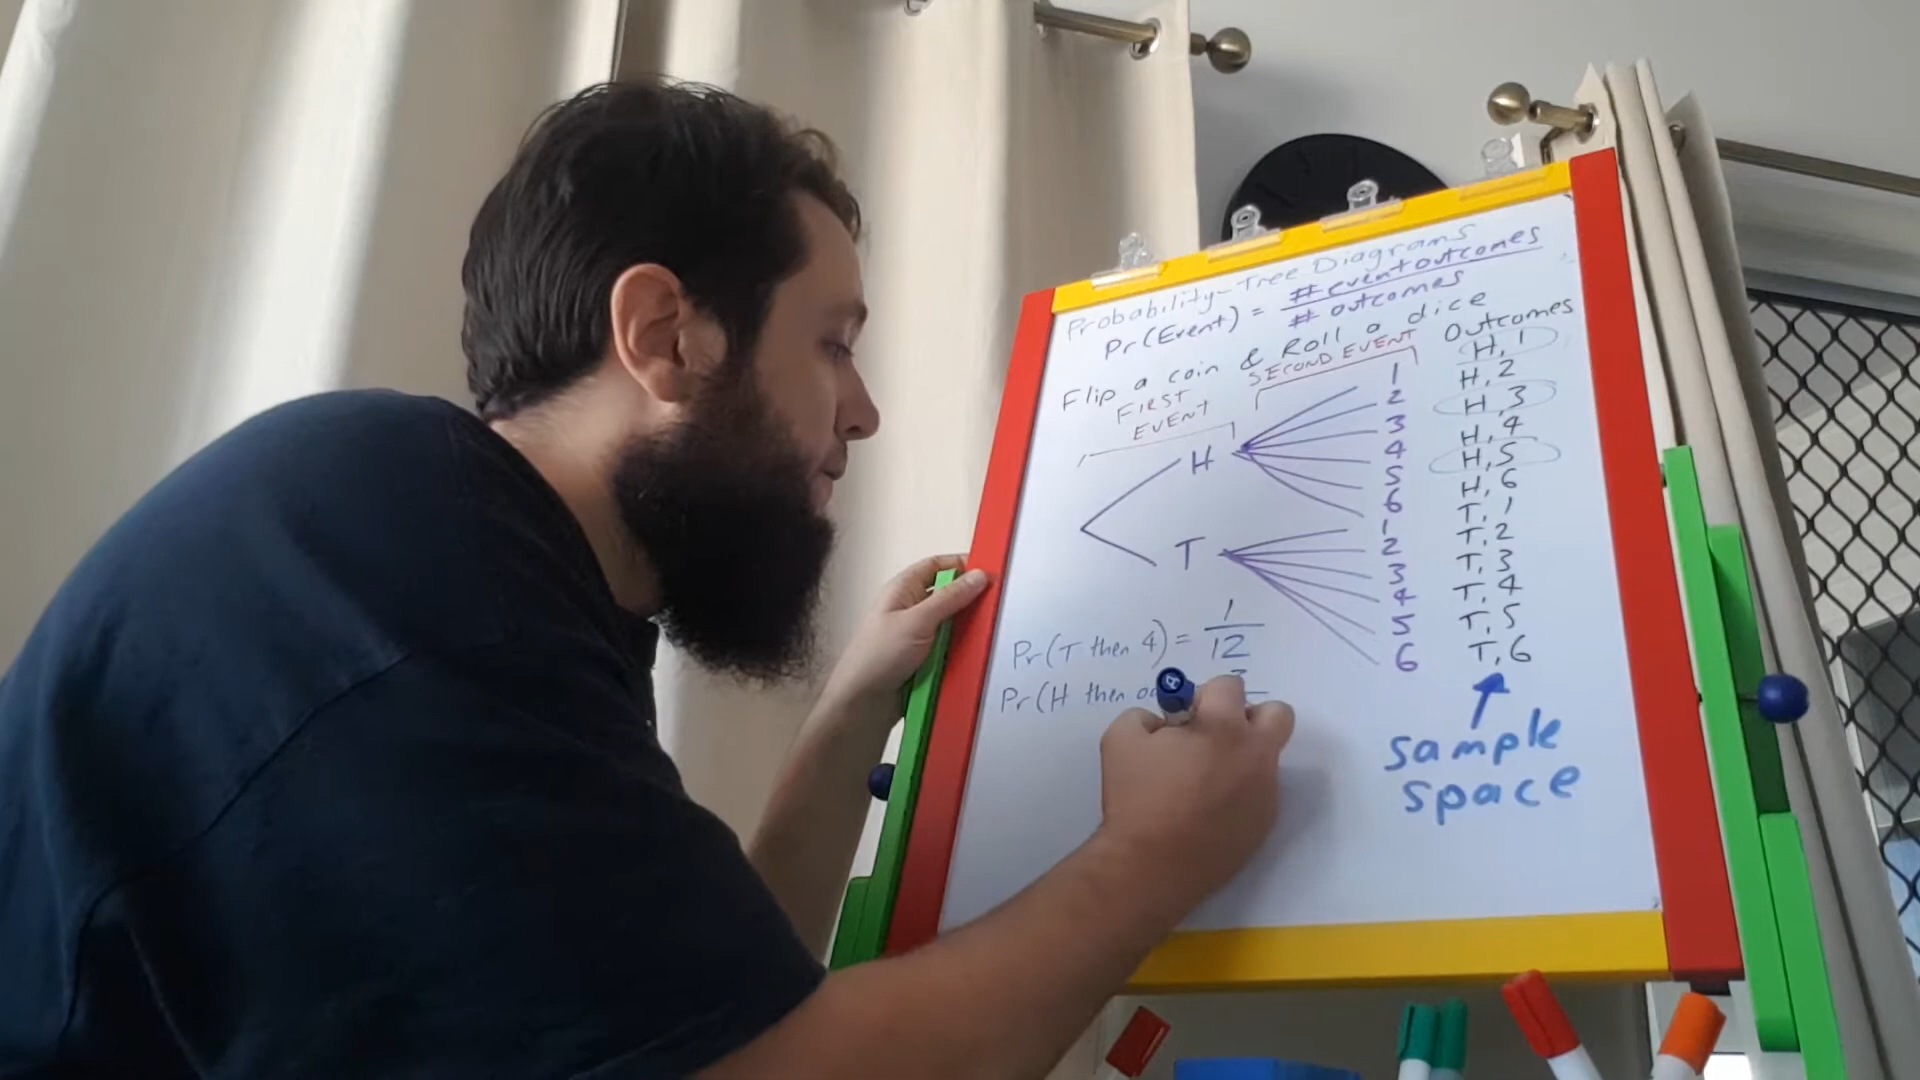 Probability - Tree Diagrams
Pr(Event) = # event outcomes
# outcomes
Flip a coin & Roll a dice
FIRST
EVENT
SECOND EVENT
Outcomes
H
T
1
2
3
4
5
6
1
2
3
4
5
6
H, 1
H, 2
H, 3
H, 4
H, 5
H, 6
T, 1
T, 2
T, 3
T, 4
T, 5
T, 6
sample
space
Pr(T then 4) = 1
12
Pr(H then